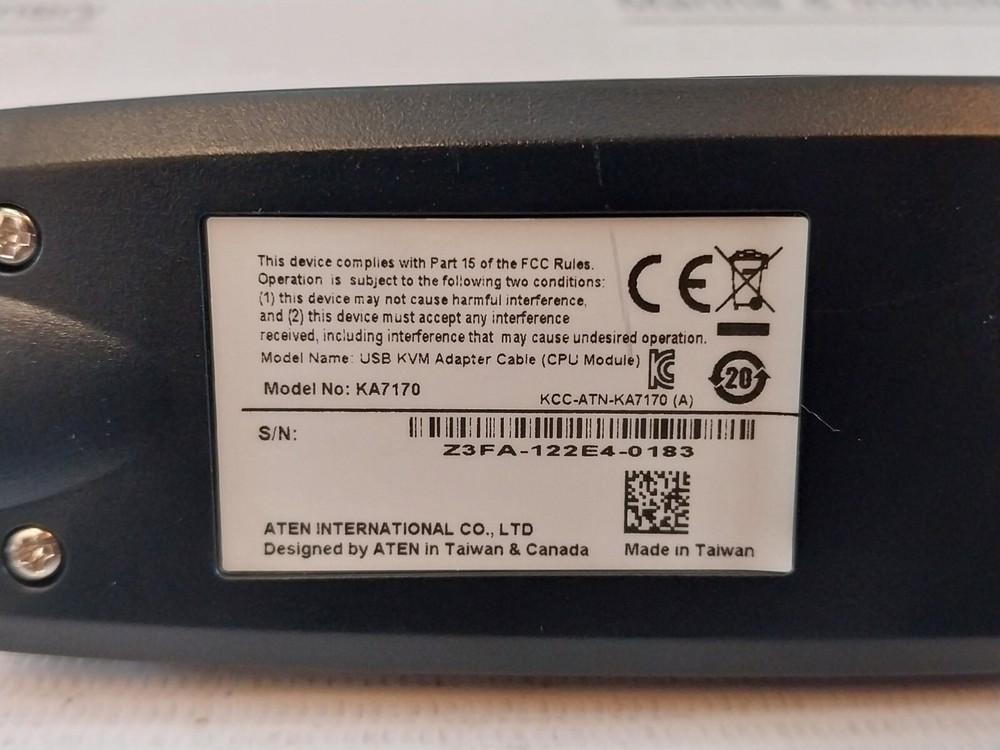 This device complies with Part 15 of the FCC Rules.
Operation is subject to the following two conditions:
(1) this device may not cause harmful interference,
and (2) this device must accept any interference
received, including interference that may cause undesired operation.
Model Name: USB KVM Adapter Cable (CPU Module)
Model No: KA7170
CE
20
KCC-ATN-KA7170 (A)
S/N:
Z3FA-122E4-0183
ATEN INTERNATIONAL CO., LTD
Designed by ATEN in Taiwan & Canada
Made in Taiwan